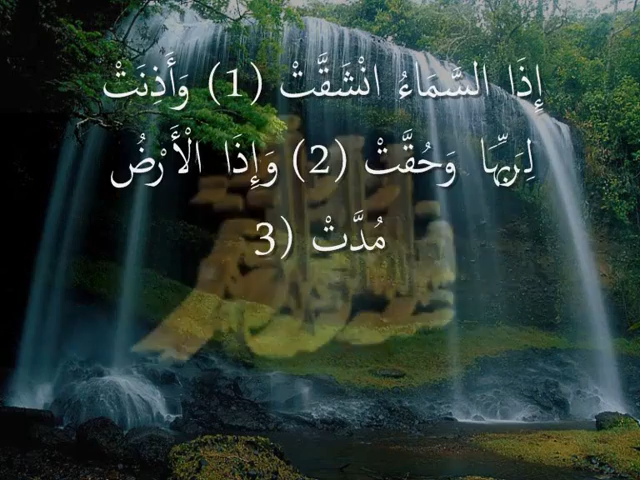 إِذَا السَّمَاءُ انْشَقَّتْ (1) وَأَذِنَتْ
لِرَبِّهَا وَحُقَّتْ (2) وَإِذَا الْأَرْضُ
مُدَّتْ (3